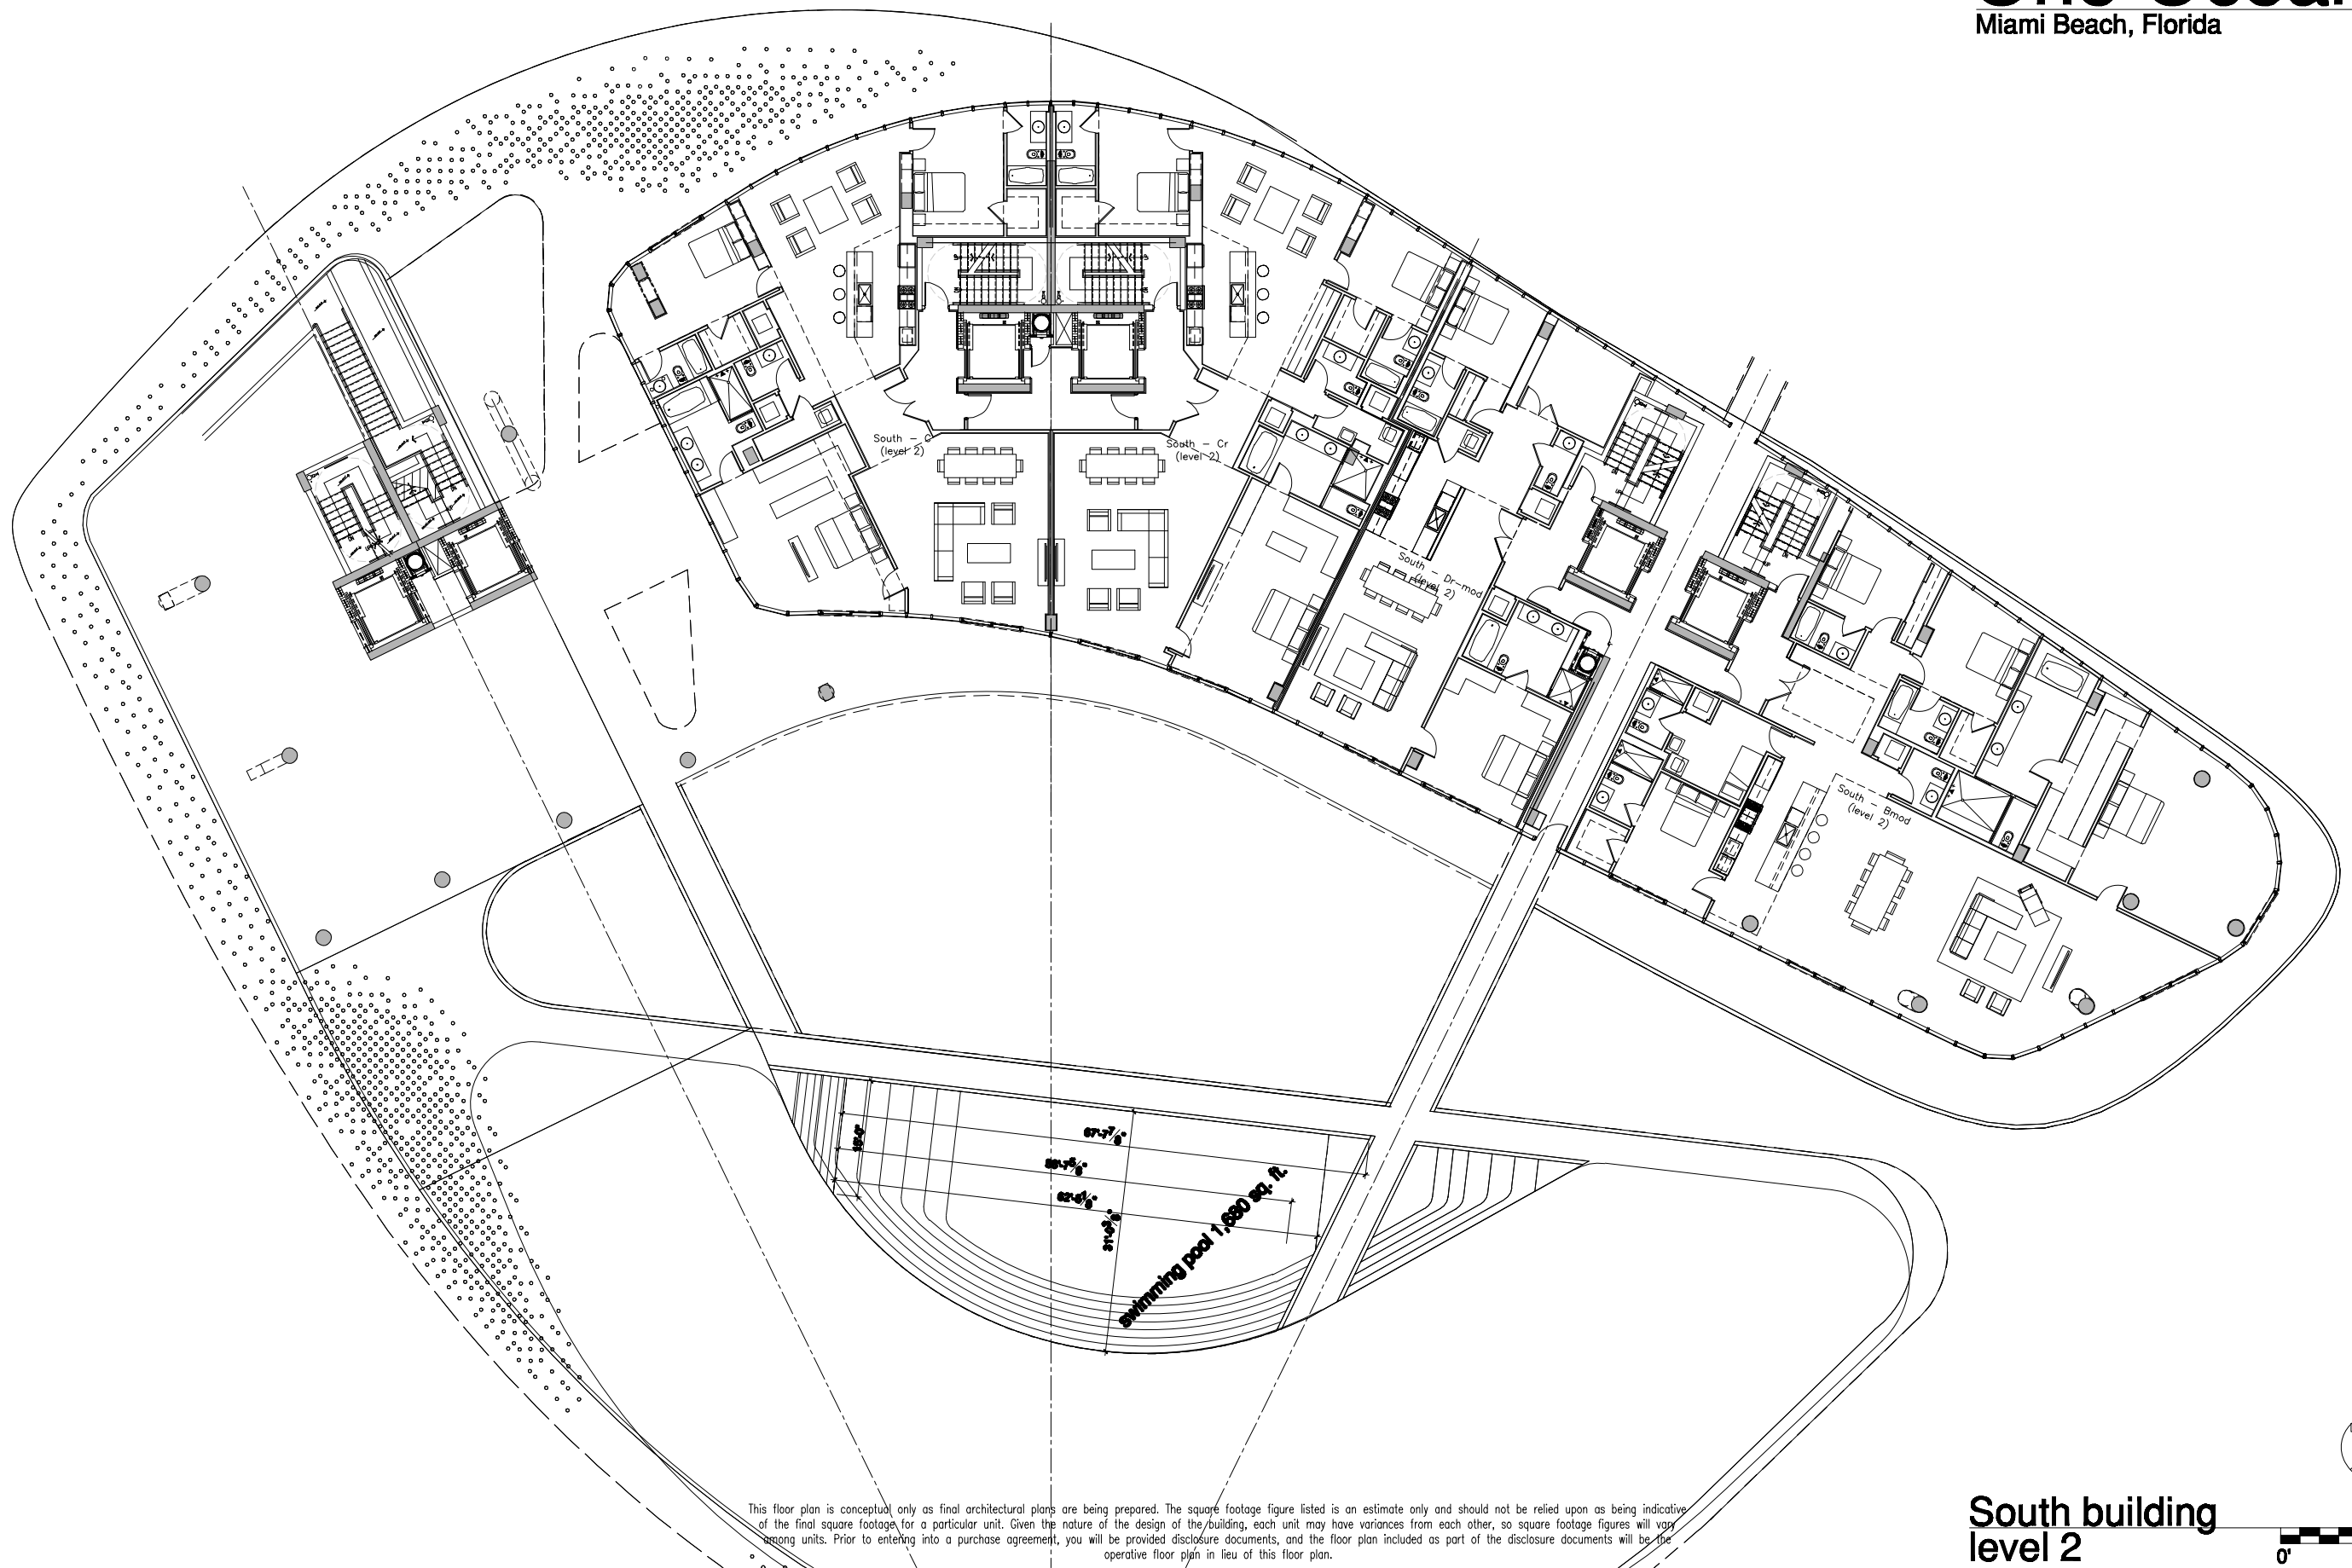 Miami Beach, Florida
South - C
(level 2)
South - Cr
(level 2)
South - Dr-mod
(level 2)
South - Bmod
(level 2)
15'-0"
swimming pool 1,680 sq. ft.
This floor plan is conceptual only as final architectural plans are being prepared. The square footage figure listed is an estimate only and should not be relied upon as being indicative
of the final square footage for a particular unit. Given the nature of the design of the building, each unit may have variances from each other, so square footage figures will vary
among units. Prior to entering into a purchase agreement, you will be provided disclosure documents, and the floor plan included as part of the disclosure documents will be the
operative floor plan in lieu of this floor plan.
South building
level 2
0'